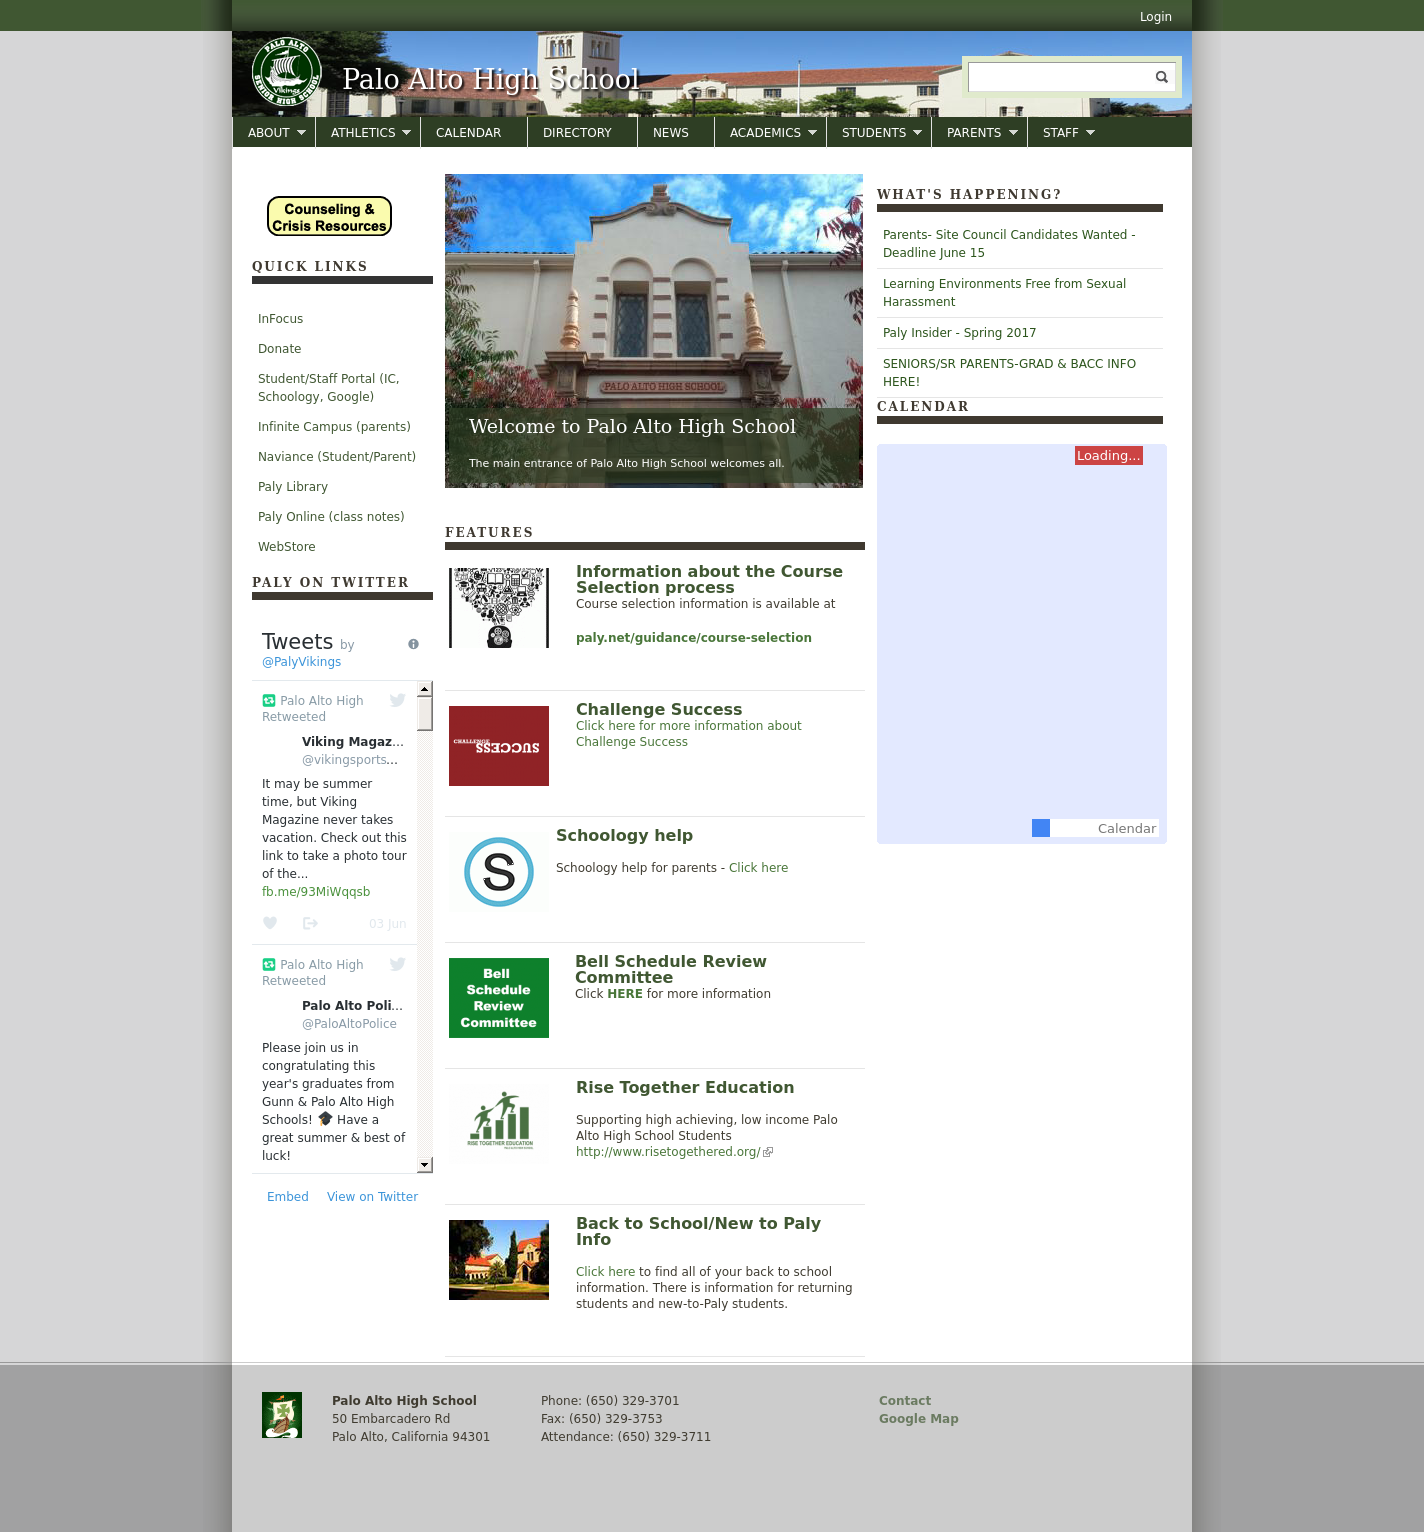 Login
PALO ALTO
Vikings
SENIOR HIGH SCHOOL
Palo Alto High School
ABOUT
ATHLETICS
CALENDAR
DIRECTORY
NEWS
ACADEMICS
STUDENTS
PARENTS
STAFF
Counseling &
Crisis Resources
QUICK LINKS
InFocus
Donate
Student/Staff Portal (IC,
Schoology, Google)
Infinite Campus (parents)
Naviance (Student/Parent)
Paly Library
Paly Online (class notes)
WebStore
PALY ON TWITTER
Tweets by
@PalyVikings
Palo Alto High
Retweeted
Viking Magaz...
@vikingsports...
It may be summer
time, but Viking
Magazine never takes
vacation. Check out this
link to take a photo tour
of the...
fb.me/93MiWqqsb
03 Jun
Palo Alto High
Retweeted
Palo Alto Poli...
@PaloAltoPolice
Please join us in
congratulating this
year's graduates from
Gunn & Palo Alto High
Schools! 🎓 Have a
great summer & best of
luck!
Embed
View on Twitter
PALO ALTO HIGH SCHOOL
Welcome to Palo Alto High School
The main entrance of Palo Alto High School welcomes all.
FEATURES
Information about the Course
Selection process
Course selection information is available at
paly.net/guidance/course-selection
CHALLENGE
SUCCESS
Challenge Success
Click here for more information about
Challenge Success
S
Schoology help
Schoology help for parents - Click here
Bell
Schedule
Review
Committee
Bell Schedule Review
Committee
Click HERE for more information
RISE TOGETHER EDUCATION
Rise Together Education
Supporting high achieving, low income Palo
Alto High School Students
http://www.risetogethered.org/
Back to School/New to Paly
Info
Click here to find all of your back to school
information. There is information for returning
students and new-to-Paly students.
WHAT'S HAPPENING?
Parents- Site Council Candidates Wanted -
Deadline June 15
Learning Environments Free from Sexual
Harassment
Paly Insider - Spring 2017
SENIORS/SR PARENTS-GRAD & BACC INFO
HERE!
CALENDAR
Loading...
Calendar
Palo Alto High School
50 Embarcadero Rd
Palo Alto, California 94301
Phone: (650) 329-3701
Fax: (650) 329-3753
Attendance: (650) 329-3711
Contact
Google Map